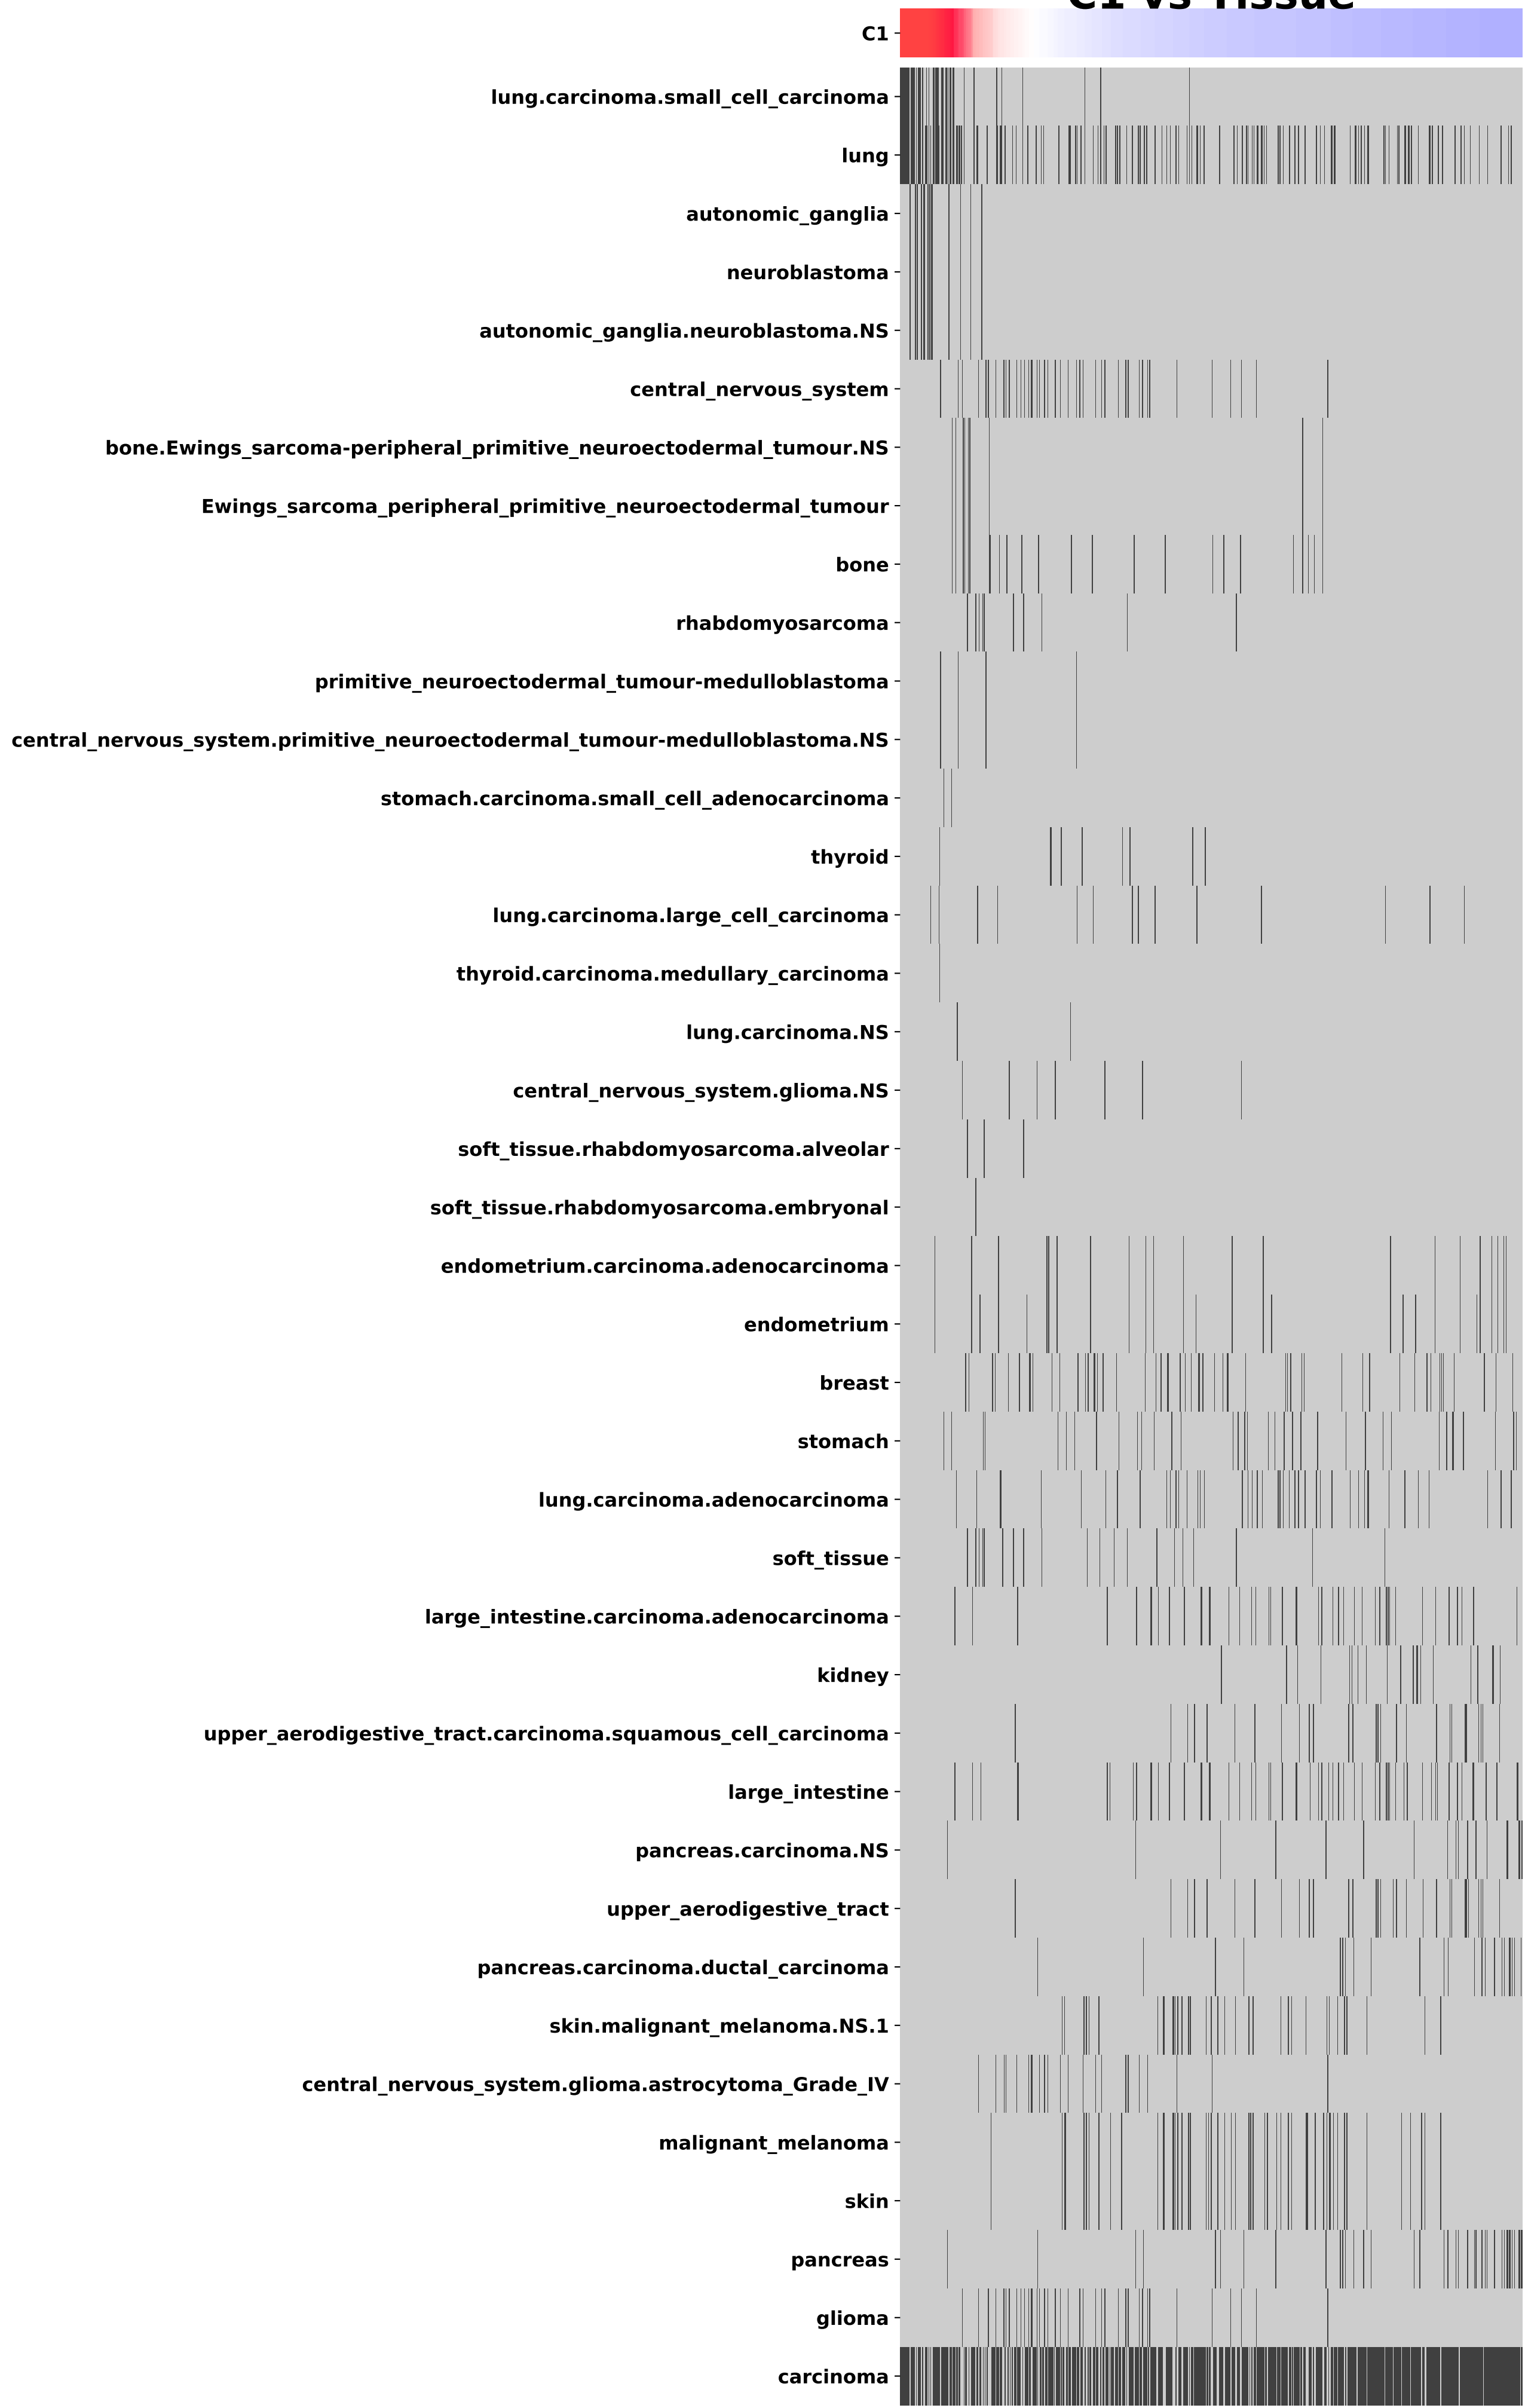 C1 vs Tissue
C1
lung.carcinoma.small_cell_carcinoma
lung
autonomic_ganglia
neuroblastoma
autonomic_ganglia.neuroblastoma.NS
central_nervous_system
bone.Ewings_sarcoma-peripheral_primitive_neuroectodermal_tumour.NS
Ewings_sarcoma_peripheral_primitive_neuroectodermal_tumour
bone
rhabdomyosarcoma
primitive_neuroectodermal_tumour-medulloblastoma
central_nervous_system.primitive_neuroectodermal_tumour-medulloblastoma.NS
stomach.carcinoma.small_cell_adenocarcinoma
thyroid
lung.carcinoma.large_cell_carcinoma
thyroid.carcinoma.medullary_carcinoma
lung.carcinoma.NS
central_nervous_system.glioma.NS
soft_tissue.rhabdomyosarcoma.alveolar
soft_tissue.rhabdomyosarcoma.embryonal
endometrium.carcinoma.adenocarcinoma
endometrium
breast
stomach
lung.carcinoma.adenocarcinoma
soft_tissue
large_intestine.carcinoma.adenocarcinoma
kidney
upper_aerodigestive_tract.carcinoma.squamous_cell_carcinoma
large_intestine
pancreas.carcinoma.NS
upper_aerodigestive_tract
pancreas.carcinoma.ductal_carcinoma
skin.malignant_melanoma.NS.1
central_nervous_system.glioma.astrocytoma_Grade_IV
malignant_melanoma
skin
pancreas
glioma
carcinoma